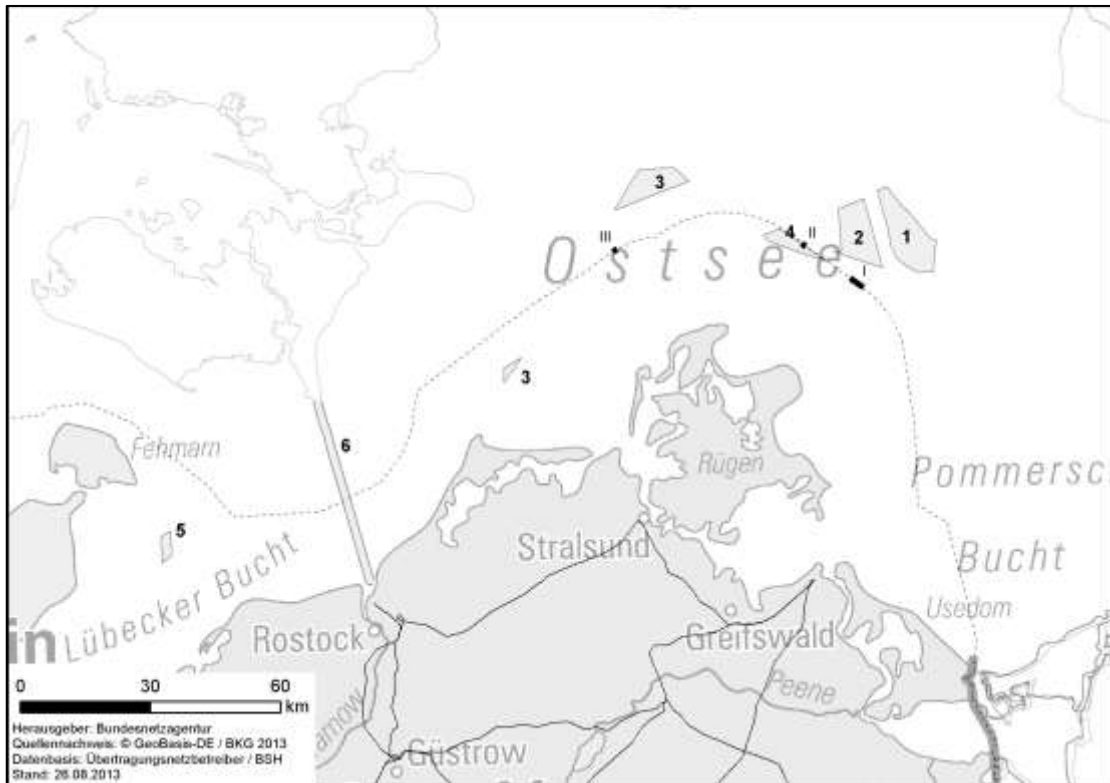 3
III
O s t s e e
4
II
2
1
I
3
6
Fehmarn
Rügen
Pommersc
5
Stralsund
Bucht
Lübecker Bucht
in
Usedom
Rostock
Greifswald
Peene
0 30 60
km
Herausgeber: Bundesnetzagentur
Quellennachweis: © GeoBasis-DE / BKG 2013
Datenbasis: Übertragungsnetzbetreiber / BSH
Stand: 26.08.2013
arnow
Güstrow